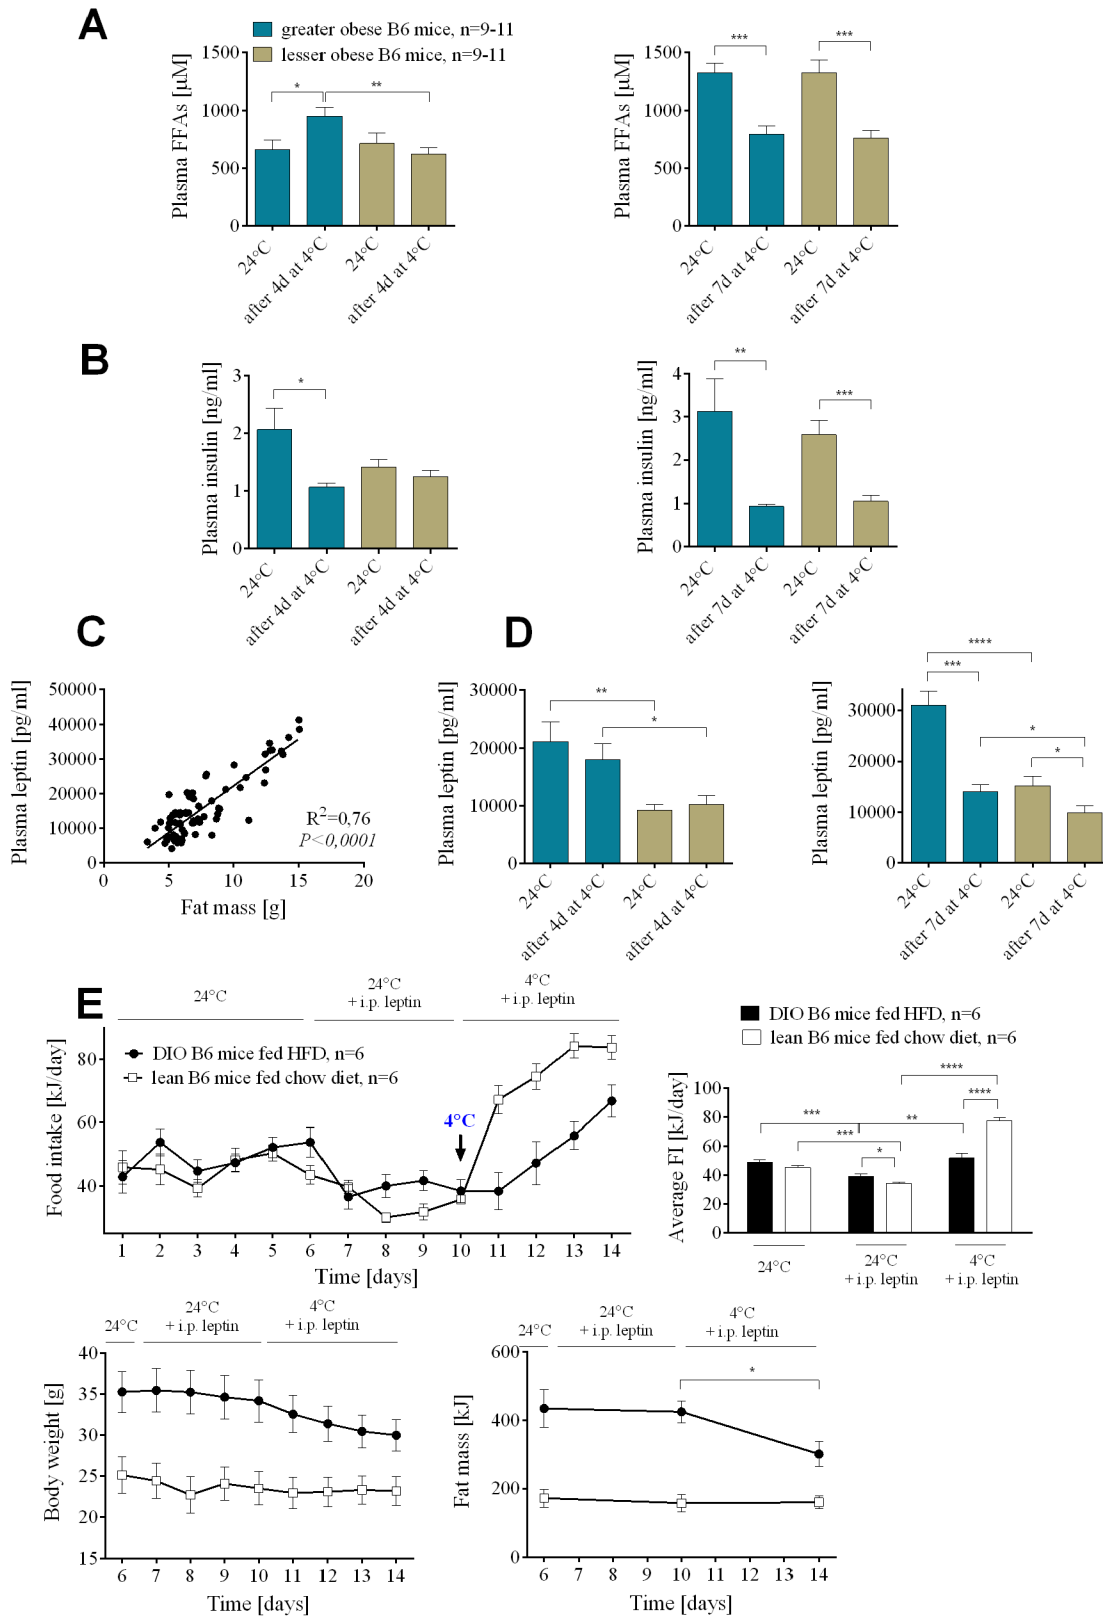 A
greater obese B6 mice, n=9-11
lesser obese B6 mice, n=9-11
Plasma FFAs [µM]
1500
1000
500
0
*
**
24°C
after 4d at 4°C
24°C
after 4d at 4°C
Plasma FFAs [µM]
1500
1000
500
0
***
***
24°C
after 7d at 4°C
24°C
after 7d at 4°C
B
Plasma insulin [ng/ml]
3
2
1
0
*
24°C
after 4d at 4°C
24°C
after 4d at 4°C
Plasma insulin [ng/ml]
4
3
2
1
0
**
***
24°C
after 7d at 4°C
24°C
after 7d at 4°C
C
Plasma leptin [pg/ml]
50000
40000
30000
20000
10000
0
R2=0,76
P<0,0001
0
5
10
15
20
Fat mass [g]
D
Plasma leptin [pg/ml]
30000
20000
10000
0
**
*
24°C
after 4d at 4°C
24°C
after 4d at 4°C
Plasma leptin [pg/ml]
30000
20000
10000
0
****
***
*
*
24°C
after 7d at 4°C
24°C
after 7d at 4°C
E
24°C
24°C
+ i.p. leptin
4°C
+ i.p. leptin
Food intake [kJ/day]
80
60
40
DIO B6 mice fed HFD, n=6
lean B6 mice fed chow diet, n=6
4°C
1 2 3 4 5 6 7 8 9 10 11 12 13 14
Time [days]
DIO B6 mice fed HFD, n=6
lean B6 mice fed chow diet, n=6
Average FI [kJ/day]
100
80
60
40
20
0
****
****
***
**
***
*
24°C
24°C
+ i.p. leptin
4°C
+ i.p. leptin
24°C
24°C
+ i.p. leptin
4°C
+ i.p. leptin
Body weight [g]
40
35
30
25
20
15
6 7 8 9 10 11 12 13 14
Time [days]
24°C
24°C
+ i.p. leptin
4°C
+ i.p. leptin
Fat mass [kJ]
600
400
200
0
*
6 7 8 9 10 11 12 13 14
Time [days]